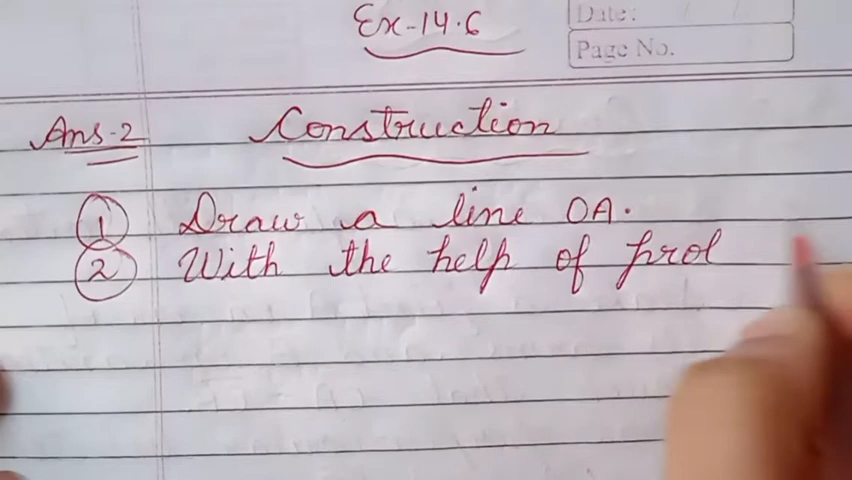 Ex-14.6
Date:
Page No.
Ans-2 Construction
1 Draw a line OA.
2 With the help of prol